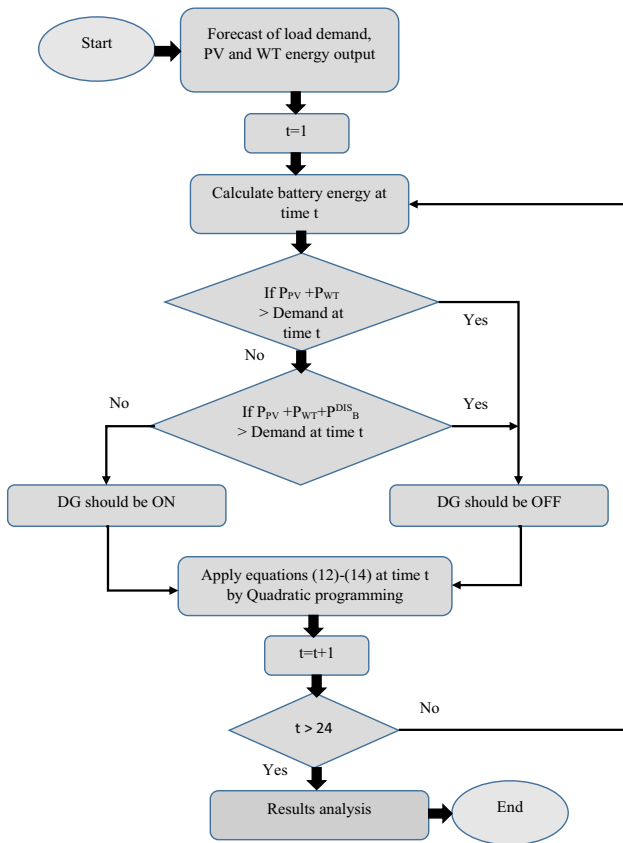 Start
Forecast of load demand,
PV and WT energy output
t=1
Calculate battery energy at
time t
If PPV +PWT
> Demand at
time t
Yes
No
If PPV +PWT+PDISB
> Demand at time t
No
Yes
DG should be ON
DG should be OFF
Apply equations (12)-(14) at time t
by Quadratic programming
t=t+1
t > 24
No
Yes
Results analysis
End